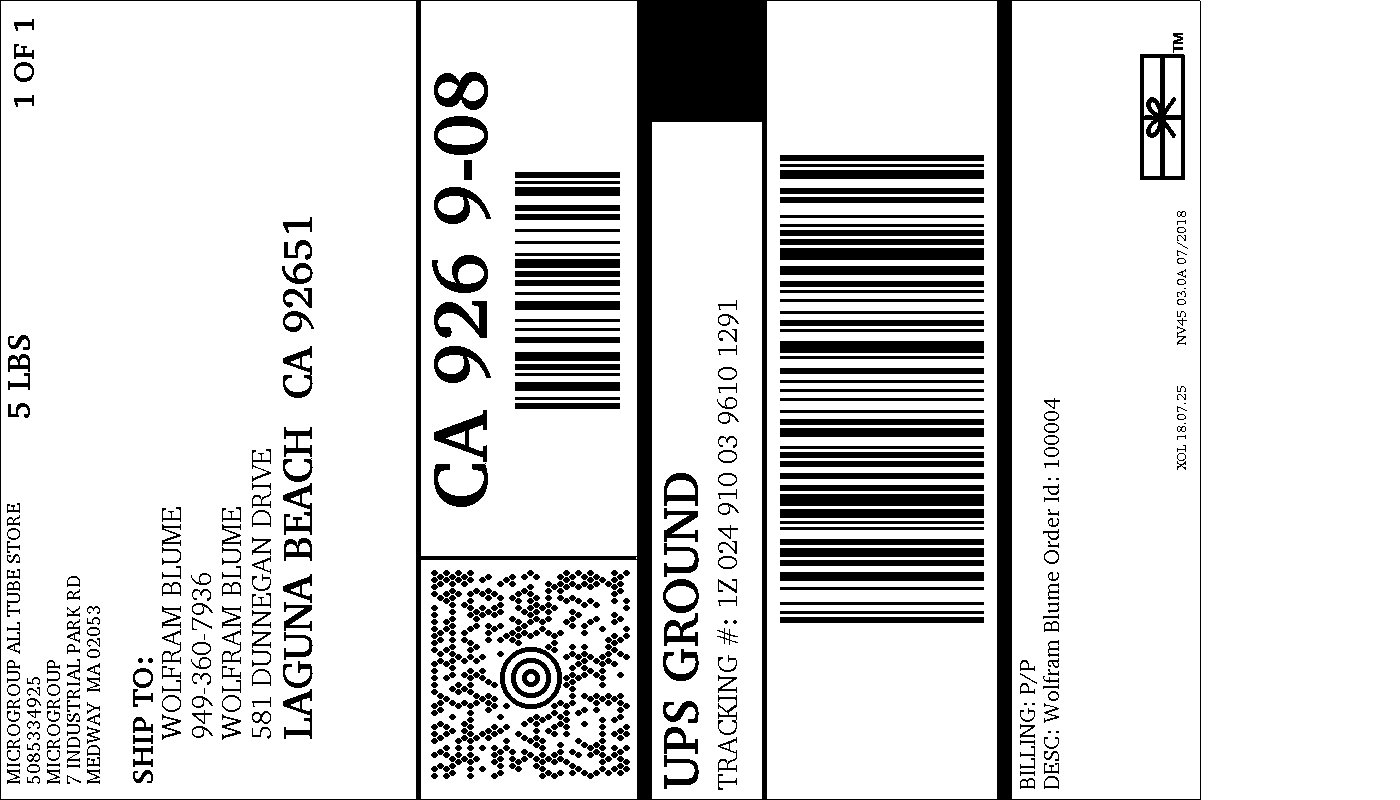 MICROGROUP ALL TUBE STORE
5085334925
MICROGROUP
7 INDUSTRIAL PARK RD
MEDWAY MA 02053
5 LBS
1 OF 1
SHIP TO:
WOLFRAM BLUME
949-360-7936
WOLFRAM BLUME
581 DUNNEGAN DRIVE
LAGUNA BEACH CA 92651
CA 926 9-08
UPS GROUND
TRACKING #: 1Z 024 910 03 9610 1291
BILLING: P/P
DESC: Wolfram Blume Order Id: 100004
XOL 18.07.25 NV45 03.0A 07/2018
TM